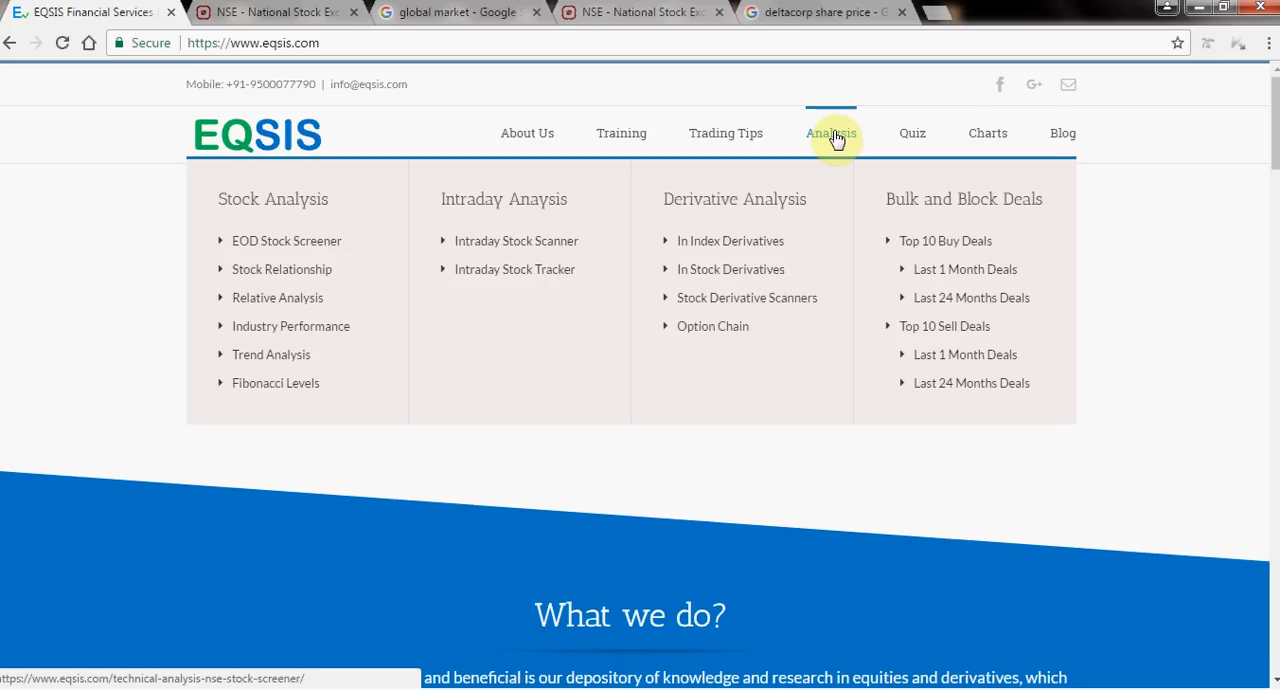 EQSIS Financial Services
NSE - National Stock Exc
global market - Google
NSE - National Stock Exc
deltacorp share price - G
Secure
https://www.eqsis.com
Mobile: +91-9500077790 | info@eqsis.com
G+
EQSIS
About Us
Training
Trading Tips
Analysis
Quiz
Charts
Blog
Stock Analysis
EOD Stock Screener
Stock Relationship
Relative Analysis
Industry Performance
Trend Analysis
Fibonacci Levels
Intraday Anaysis
Intraday Stock Scanner
Intraday Stock Tracker
Derivative Analysis
In Index Derivatives
In Stock Derivatives
Stock Derivative Scanners
Option Chain
Bulk and Block Deals
Top 10 Buy Deals
Last 1 Month Deals
Last 24 Months Deals
Top 10 Sell Deals
Last 1 Month Deals
Last 24 Months Deals
What we do?
and beneficial is our depository of knowledge and research in equities and derivatives, which
https://www.eqsis.com/technical-analysis-nse-stock-screener/